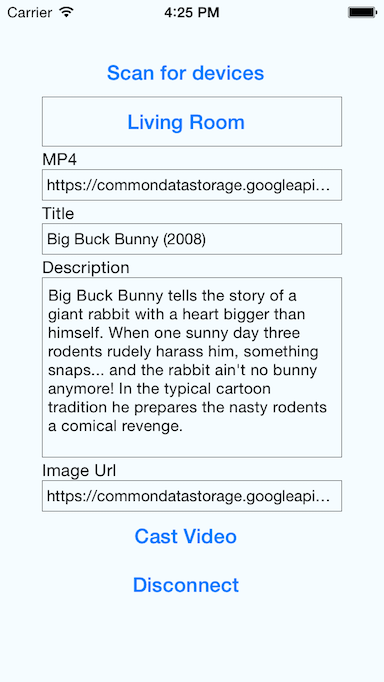 Carrier 4:25 PM
Scan for devices
Living Room
MP4
https://commondatastorage.googleapi...
Title
Big Buck Bunny (2008)
Description
Big Buck Bunny tells the story of a
giant rabbit with a heart bigger than
himself. When one sunny day three
rodents rudely harass him, something
snaps... and the rabbit ain't no bunny
anymore! In the typical cartoon
tradition he prepares the nasty rodents
a comical revenge.
Image Url
https://commondatastorage.googleapi...
Cast Video
Disconnect